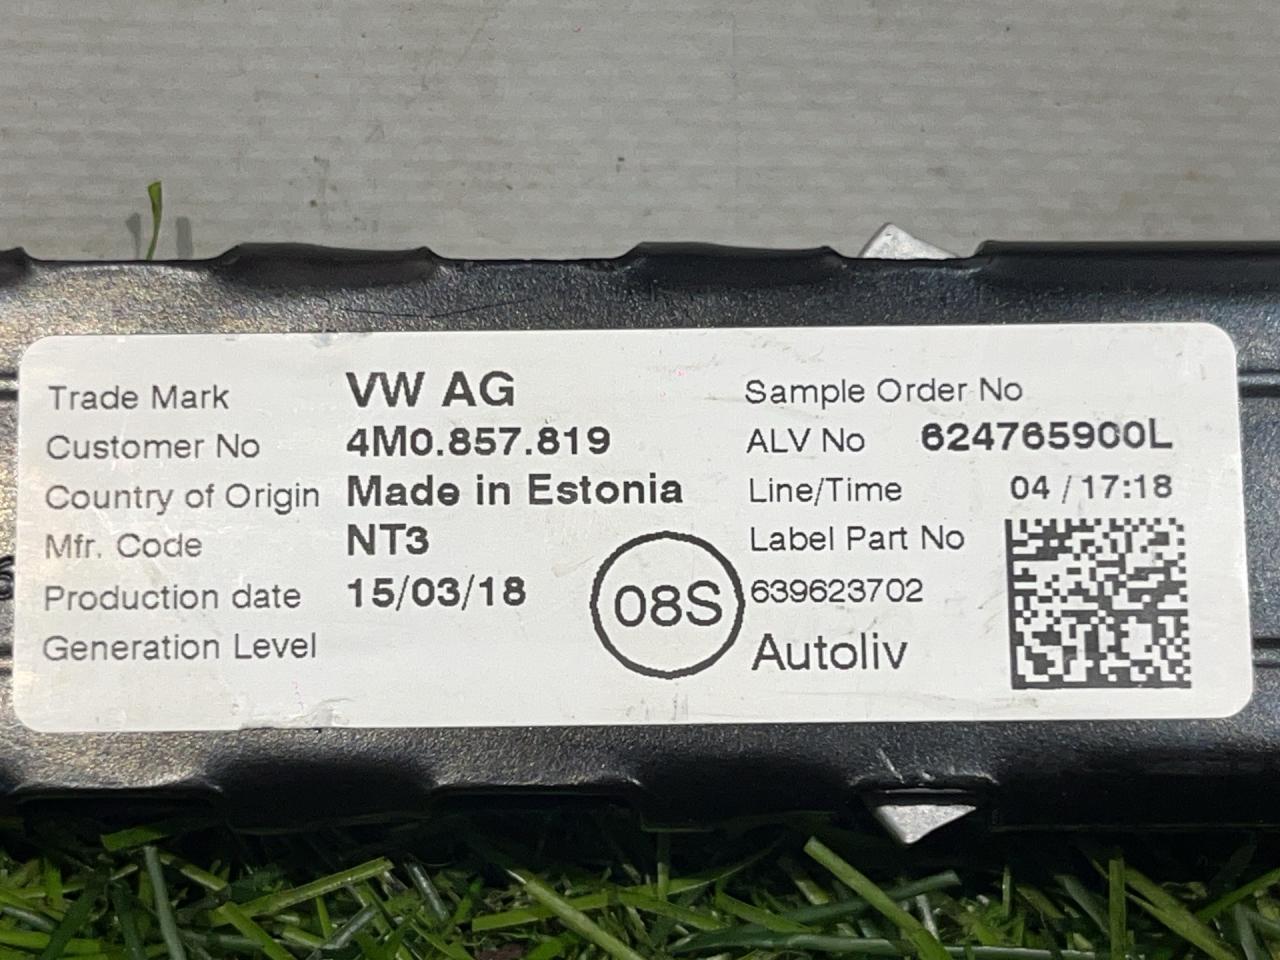 Trade Mark VW AG
Customer No 4M0.857.819
Country of Origin Made in Estonia
Mfr. Code NT3
Production date 15/03/18
Generation Level
08S
Sample Order No
ALV No 624765900L
Line/Time 04 / 17:18
Label Part No
639623702
Autoliv